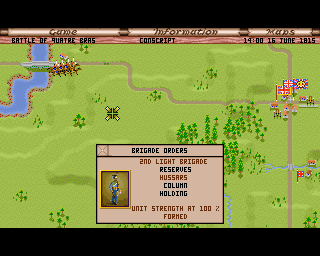 Game Information Maps
BATTLE OF QUATRE BRAS CONSCRIPT 14:00 16 JUNE 1815
BRIGADE ORDERS
2ND LIGHT BRIGADE
RESERVES
HUSSARS
COLUMN
HOLDING
UNIT STRENGTH AT 100 %
FORMED